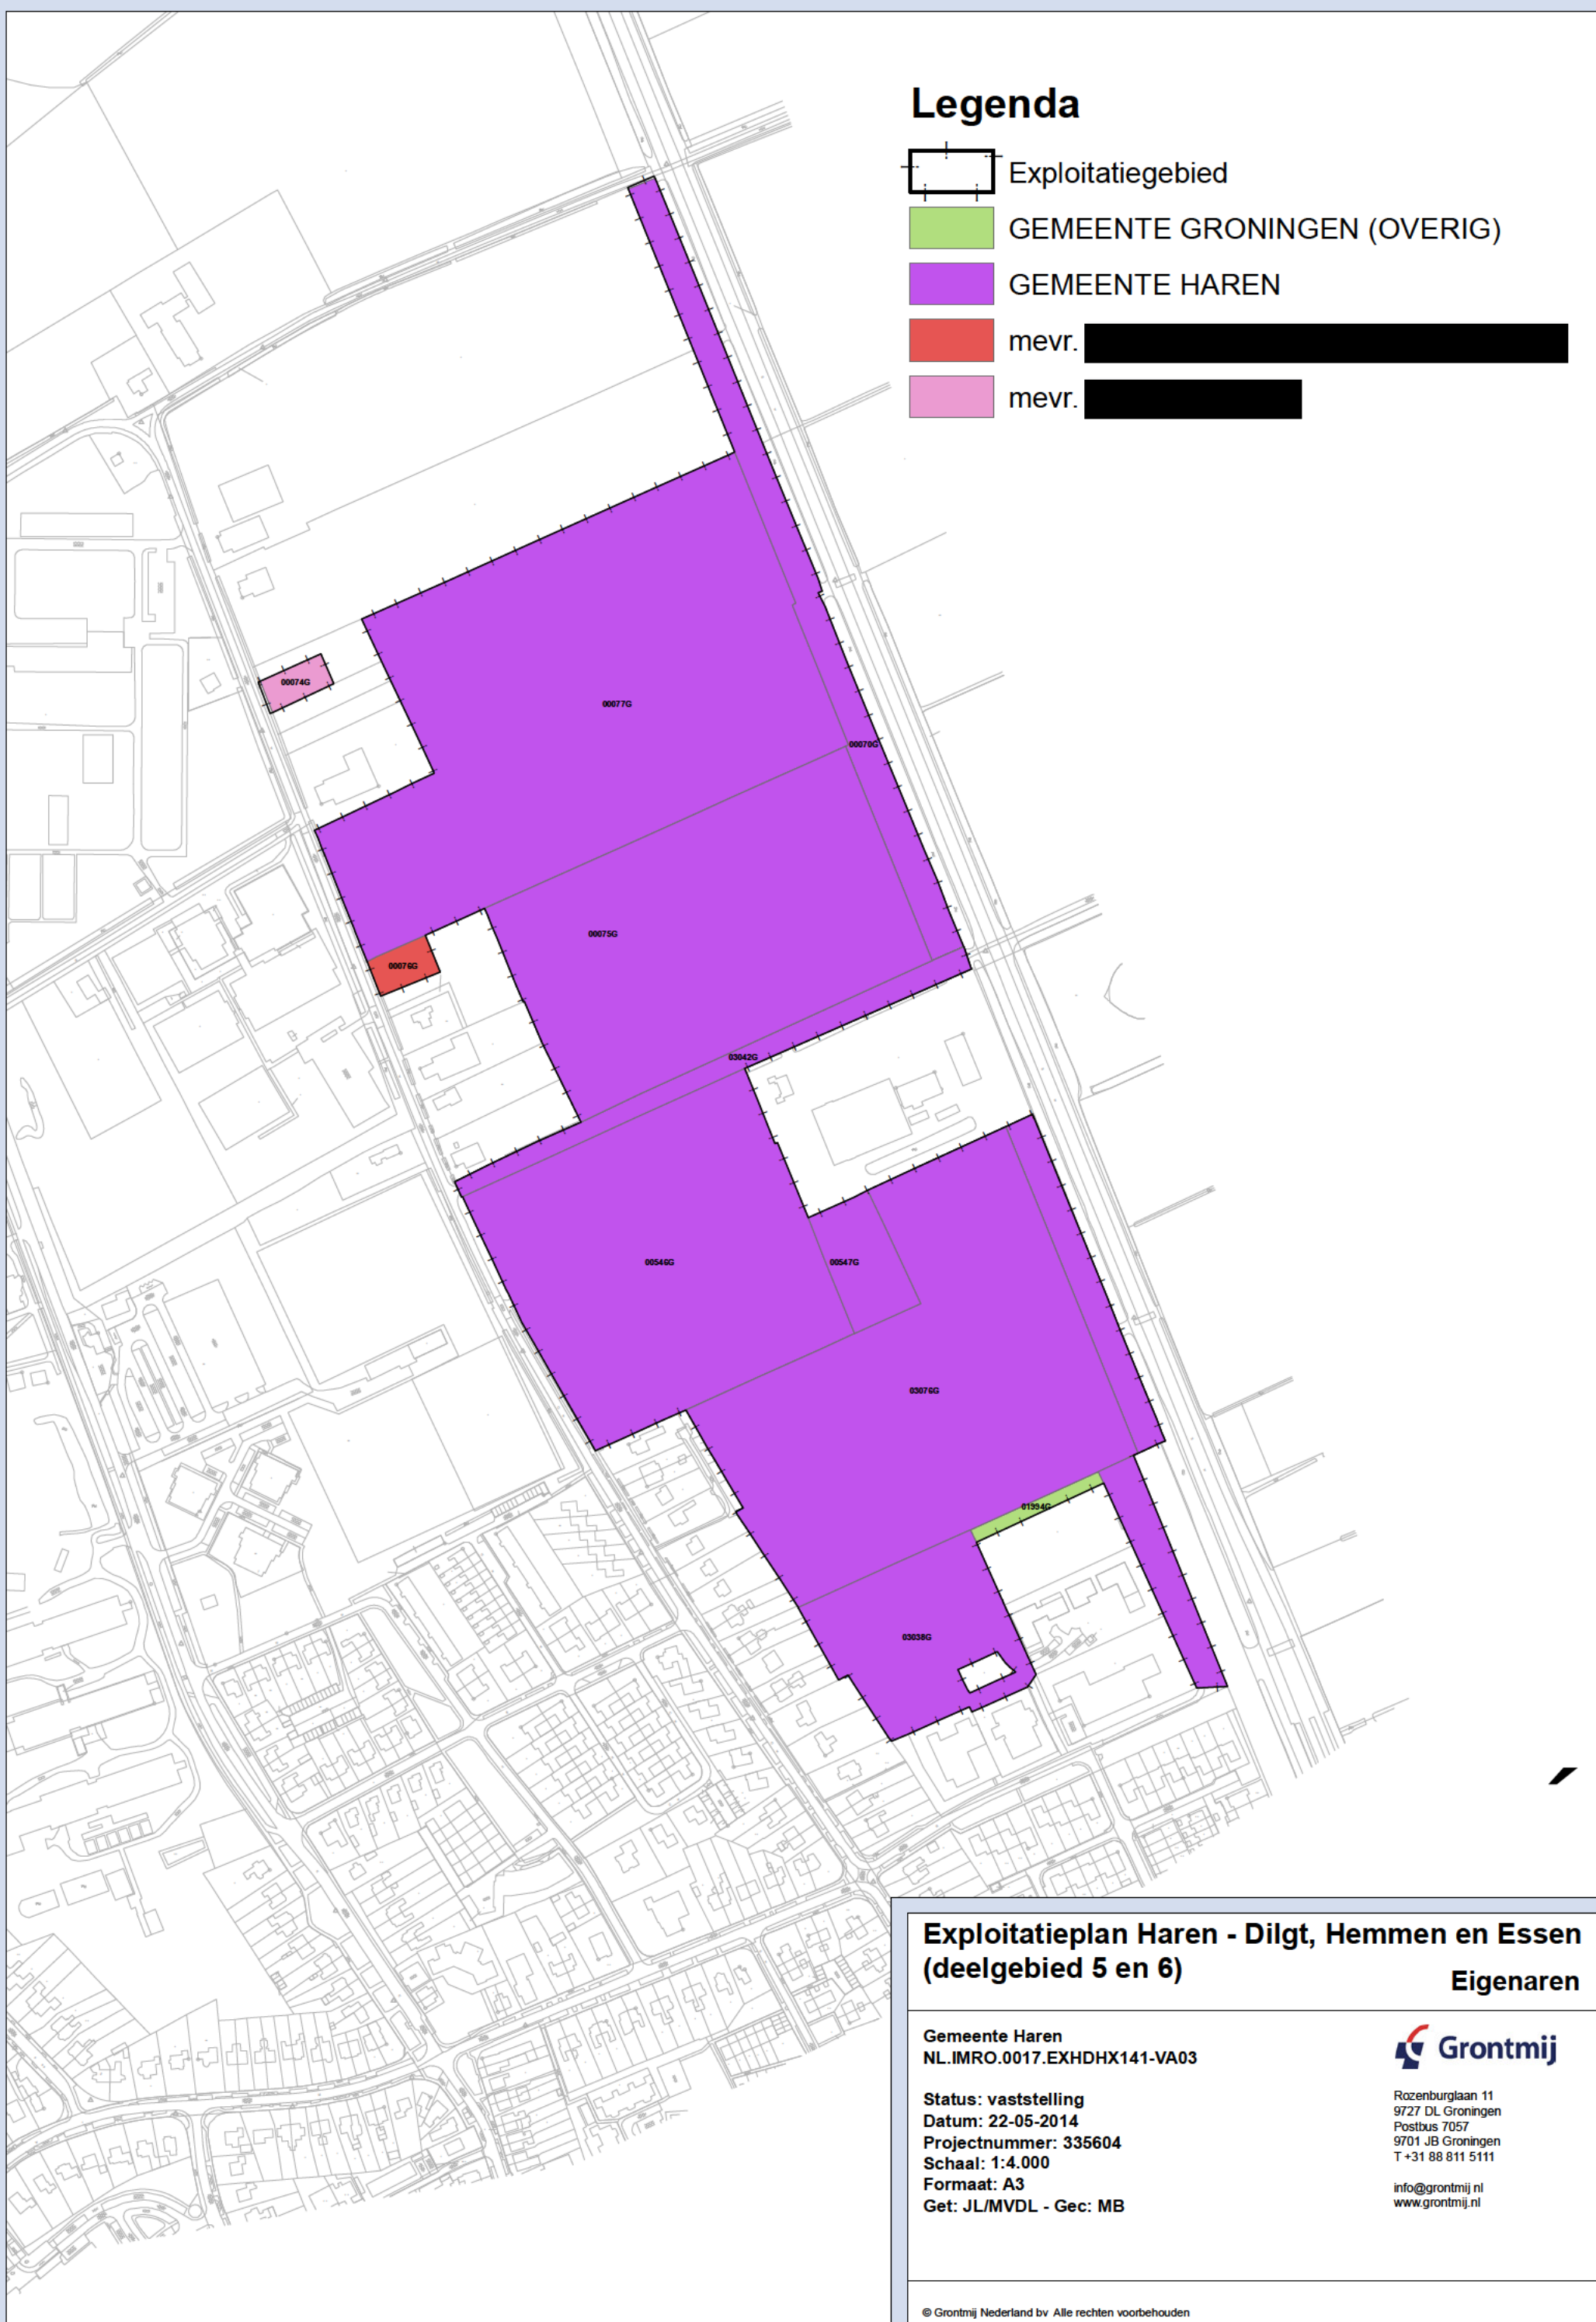 Legenda
Exploitatiegebied
GEMEENTE GRONINGEN (OVERIG)
GEMEENTE HAREN
mevr.
mevr.
00074G
00077G
00070G
00075G
00076G
03042G
00546G
00547G
03076G
01994G
03038G
Exploitatieplan Haren - Dilgt, Hemmen en Essen
(deelgebied 5 en 6)
Eigenaren
Gemeente Haren
NL.IMRO.0017.EXHDHX141-VA03
Status: vaststelling
Datum: 22-05-2014
Projectnummer: 335604
Schaal: 1:4.000
Formaat: A3
Get: JL/MVDL - Gec: MB
Grontmij
Rozenburglaan 11
9727 DL Groningen
Postbus 7057
9701 JB Groningen
T +31 88 811 5111
info@grontmij nl
www.grontmij.nl
© Grontmij Nederland bv Alle rechten voorbehouden